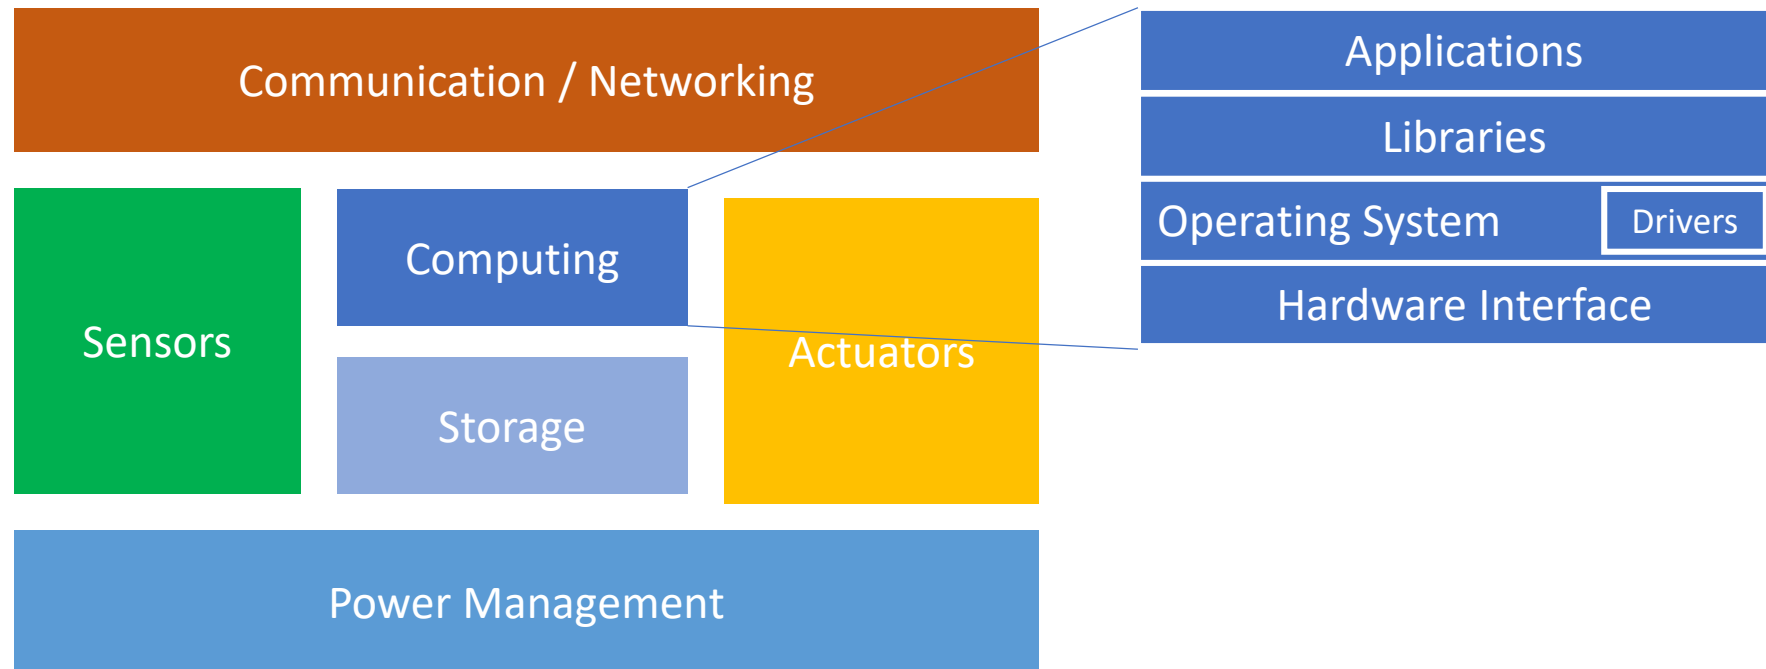 Communication / Networking
Sensors
Computing
Storage
Actuators
Power Management
Applications
Libraries
Operating System
Drivers
Hardware Interface